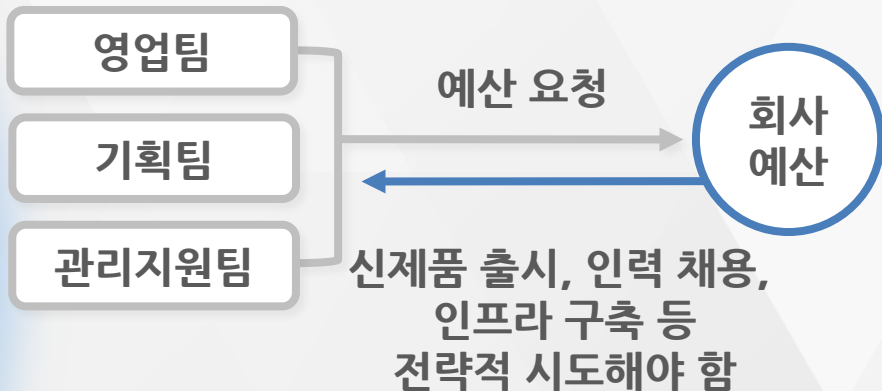 영업팀
기획팀
관리지원팀
예산 요청
회사
예산
신제품 출시, 인력 채용,
인프라 구축 등
전략적 시도해야 함